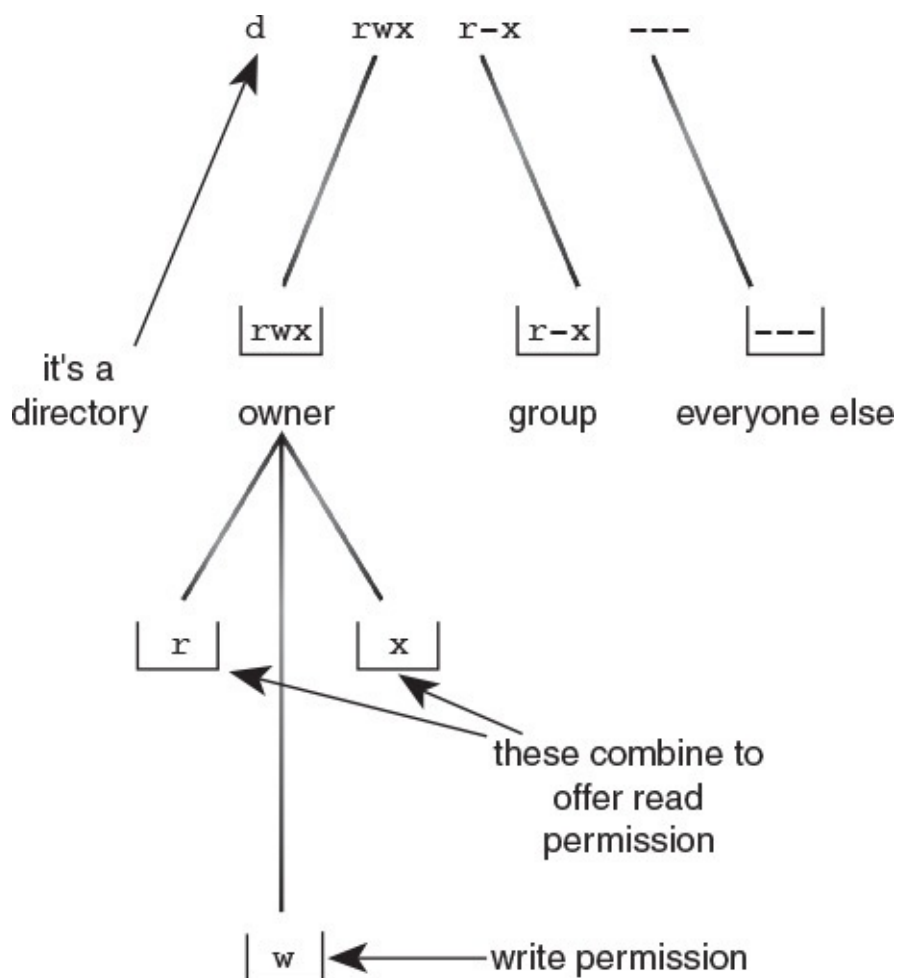 d rwx r-x ---
rwx r-x ---
it's a
directory owner group everyone else
r x
these combine to
offer read
permission
w write permission